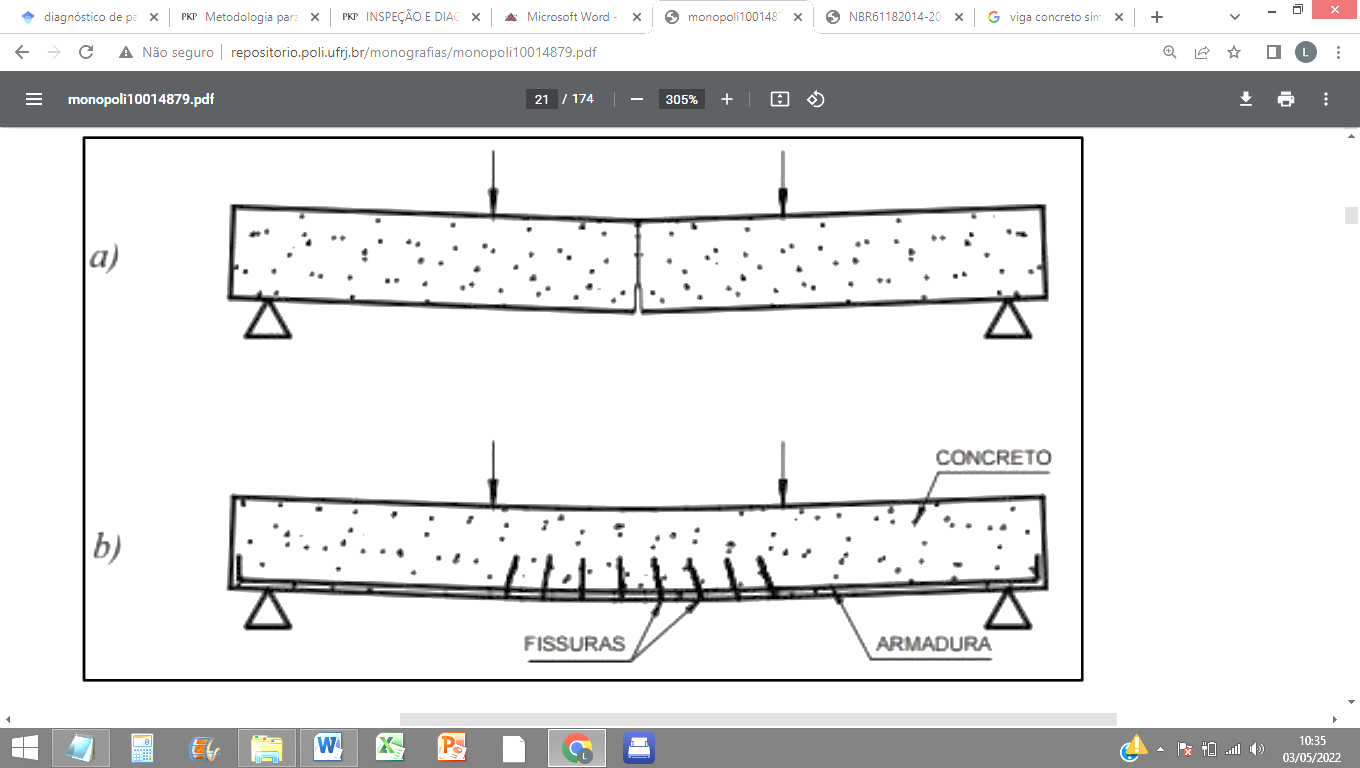 diagnóstico de pa
PKP Metodologia para
PKP INSPEÇÃO E DIAG
Microsoft Word -
monopoli1001487
NBR61182014-20
viga concreto sim
Não seguro
repositorio.poli.ufrj.br/monografias/monopoli10014879.pdf
L
monopoli10014879.pdf
21 / 174
305%
a)
CONCRETO
b)
FISSURAS
ARMADURA
10:35
03/05/2022